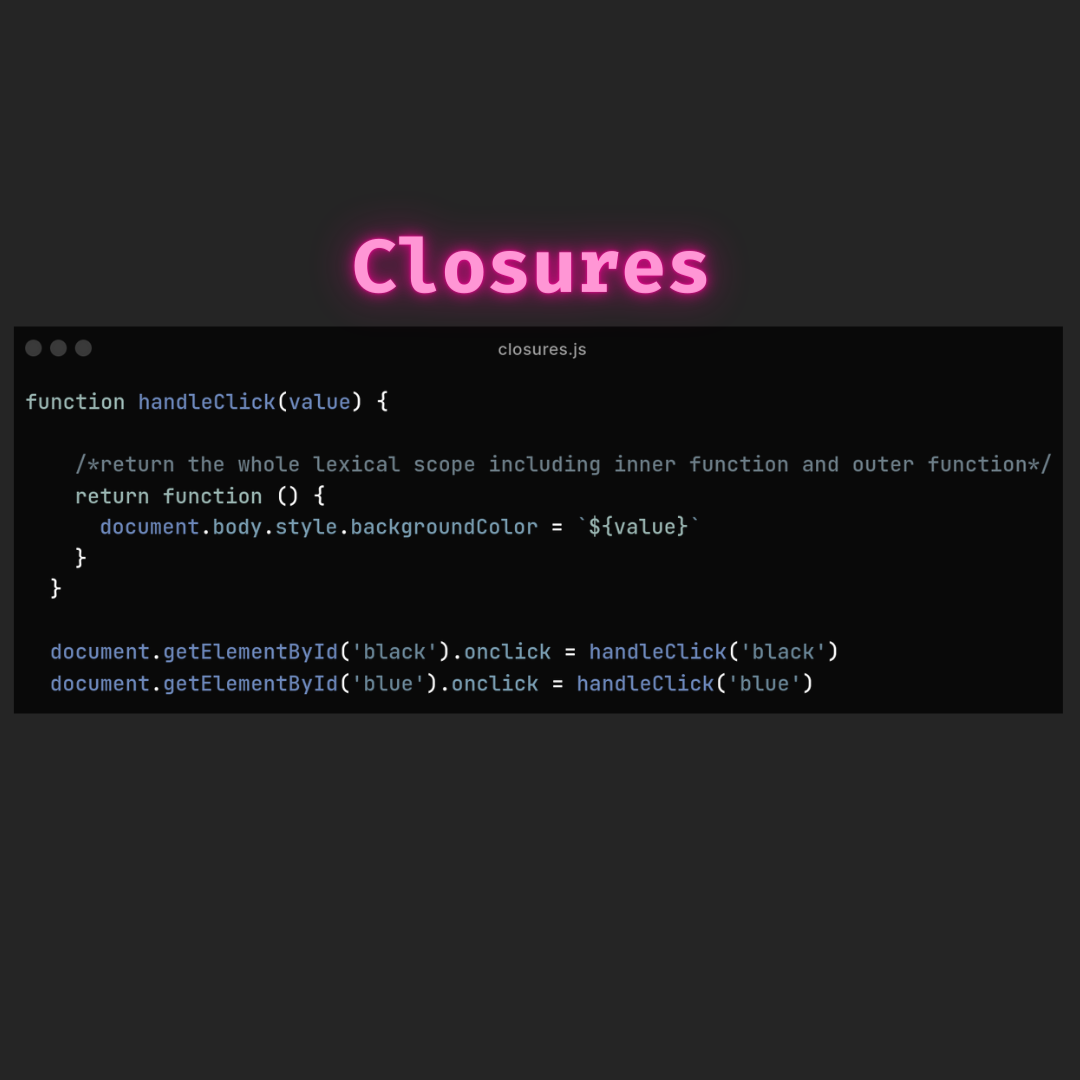 Closures
closures.js
function handleClick(value) {
/*return the whole lexical scope including inner function and outer function*/
return function () {
document.body.style.backgroundColor = `${value}`
}
}
document.getElementById('black').onclick = handleClick('black')
document.getElementById('blue').onclick = handleClick('blue')